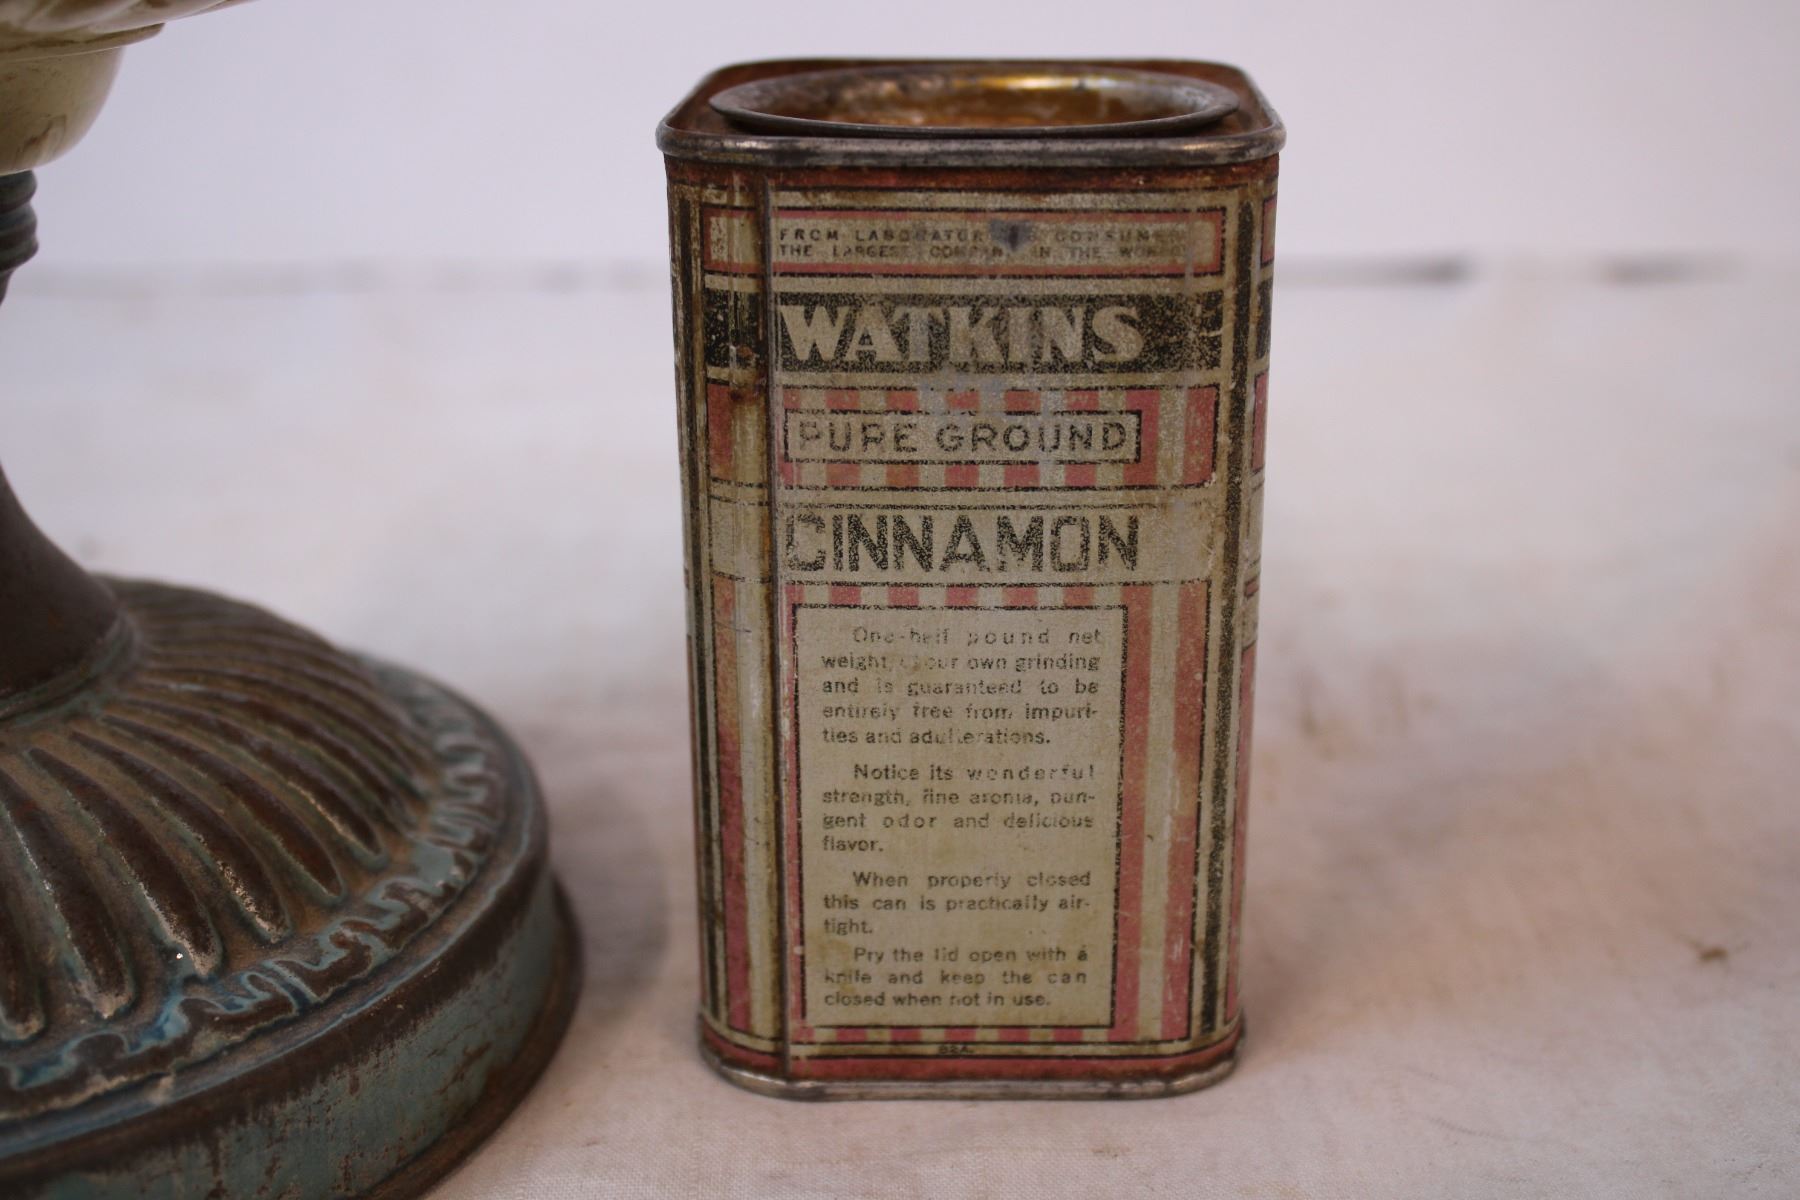 FROM LABORATORIES TO CONSUMER
THE LARGEST COMPANY IN THE WORLD
WATKINS
PURE GROUND
CINNAMON
One-half pound net
weight, of our own grinding
and is guaranteed to be
entirely free from impuri-
ties and adulterations.
Notice its wonderful
strength, fine aroma, pun-
gent odor and delicious
flavor.
When properly closed
this can is practically air-
tight.
Pry the lid open with a
knife and keep the can
closed when not in use.
82A.